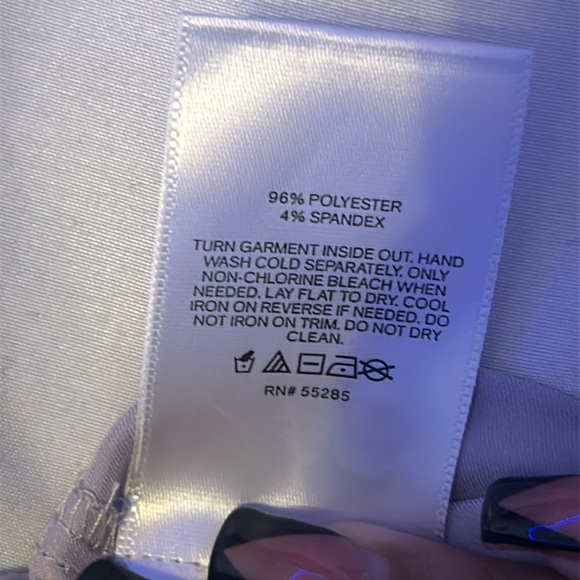 96% POLYESTER
4% SPANDEX
TURN GARMENT INSIDE OUT. HAND
WASH COLD SEPARATELY. ONLY
NON-CHLORINE BLEACH WHEN
NEEDED. LAY FLAT TO DRY. COOL
IRON ON REVERSE IF NEEDED. DO
NOT IRON ON TRIM. DO NOT DRY
CLEAN.
RN# 55285